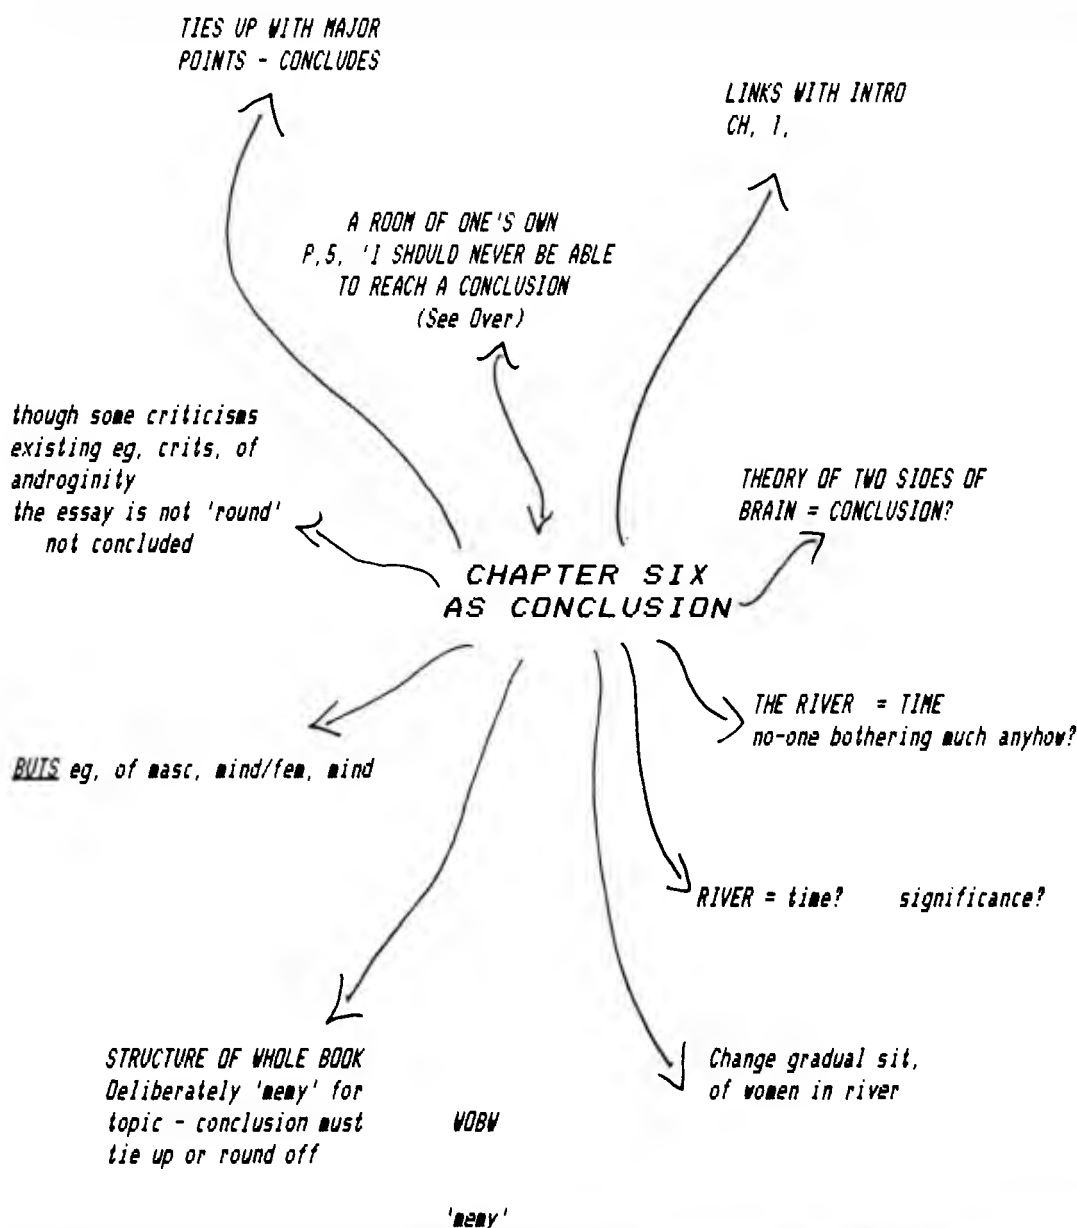 TIES UP WITH MAJOR
POINTS - CONCLUDES
LINKS WITH INTRO
CH, 1,
A ROOM OF ONE'S OWN
P,5, 'I SHOULD NEVER BE ABLE
TO REACH A CONCLUSION
(See Over)
though some criticisms
existing eg, crits, of
androginity
the essay is not 'round'
not concluded
THEORY OF TWO SIDES OF
BRAIN = CONCLUSION?
CHAPTER SIX
AS CONCLUSION
THE RIVER = TIME
no-one bothering much anyhow?
BUTS eg, of masc, mind/fem, mind
RIVER = time? significance?
STRUCTURE OF WHOLE BOOK
Deliberately 'memy' for
topic - conclusion must
tie up or round off
Change gradual sit,
of women in river
WOBW
'memy'